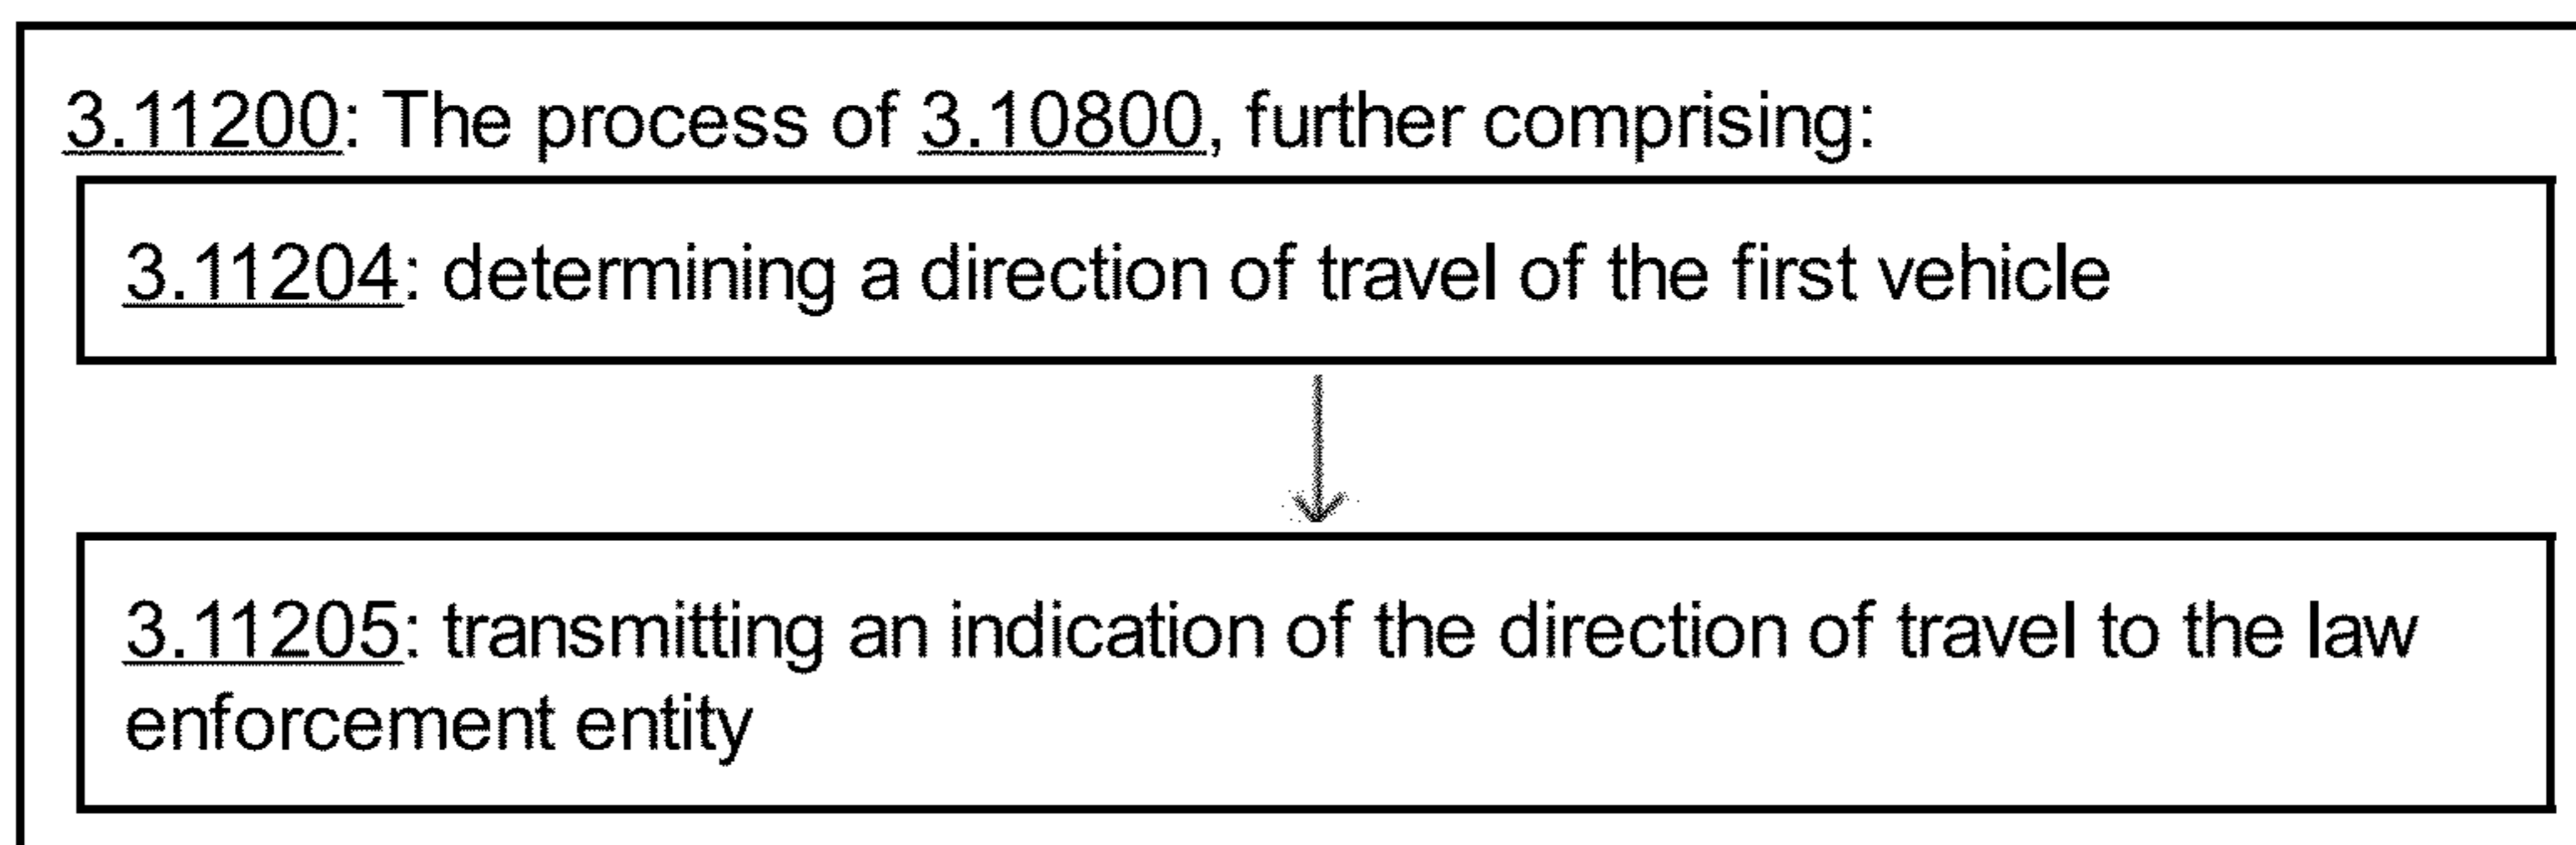 3.11200: The process of 3.10800, further comprising:
3.11204: determining a direction of travel of the first vehicle
3.11205: transmitting an indication of the direction of travel to the law
enforcement entity